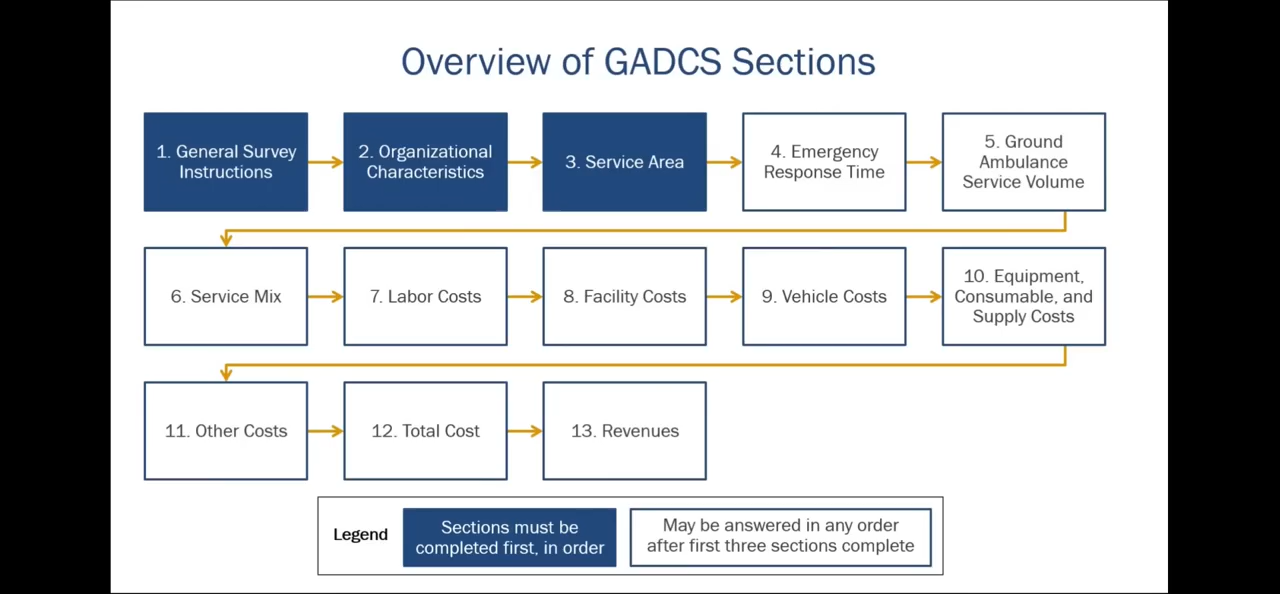 Overview of GADCS Sections
1. General Survey
Instructions
2. Organizational
Characteristics
3. Service Area
4. Emergency
Response Time
5. Ground
Ambulance
Service Volume
6. Service Mix
7. Labor Costs
8. Facility Costs
9. Vehicle Costs
10. Equipment,
Consumable, and
Supply Costs
11. Other Costs
12. Total Cost
13. Revenues
Legend
Sections must be
completed first, in order
May be answered in any order
after first three sections complete